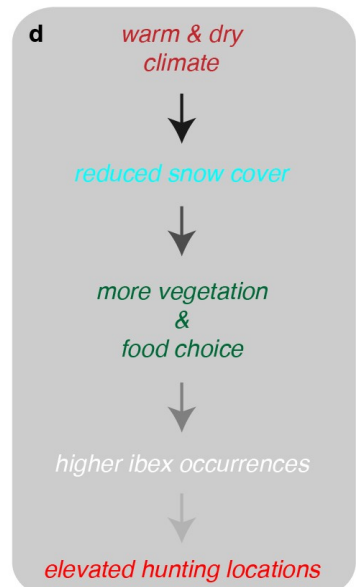 d
warm & dry
climate
reduced snow cover
more vegetation
&
food choice
higher ibex occurrences
elevated hunting locations